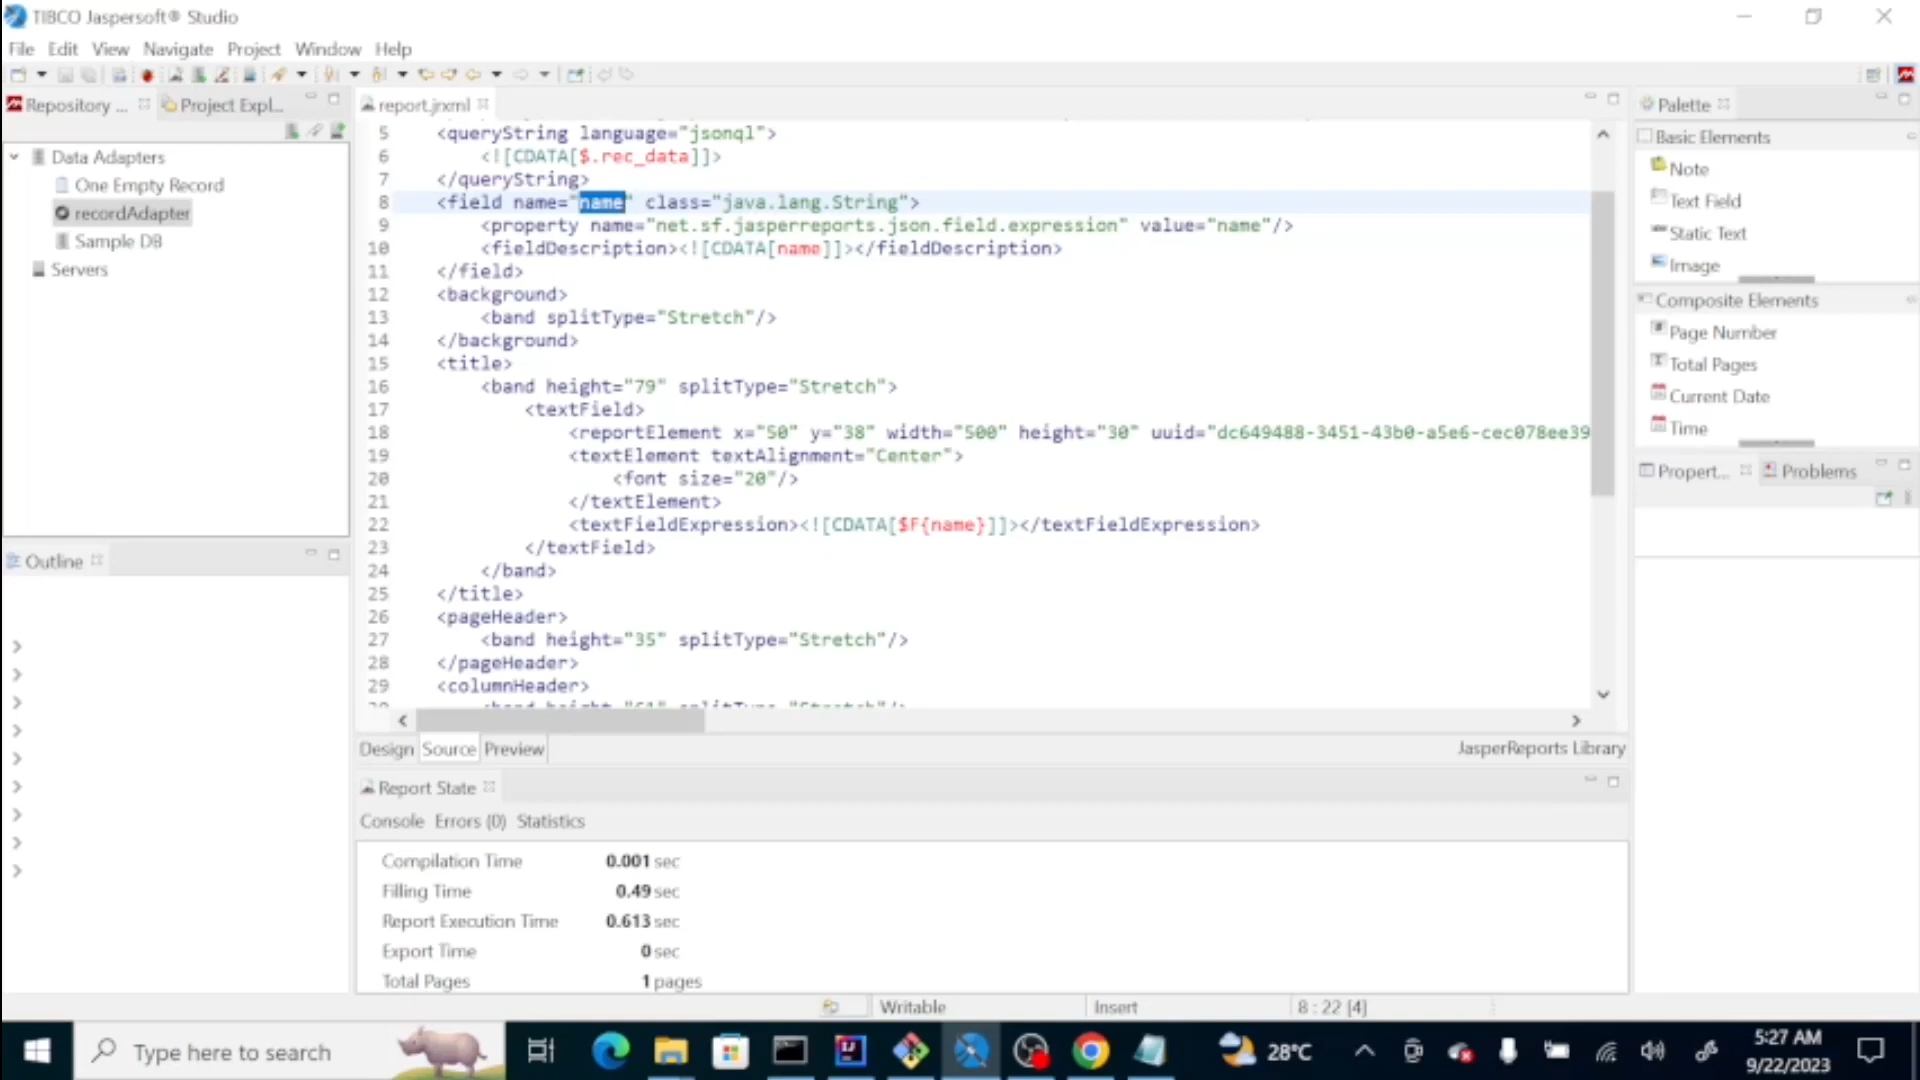 TIBCO Jaspersoft® Studio
File Edit View Navigate Project Window Help
Repository ...
Project Expl...
Data Adapters
One Empty Record
recordAdapter
Sample DB
Servers
Outline
report.jrxml
5 <queryString language="jsonql">
6 <![CDATA[$.rec_data]]>
7 </queryString>
8 <field name="name" class="java.lang.String">
9 <property name="net.sf.jasperreports.json.field.expression" value="name"/>
10 <fieldDescription><![CDATA[name]]></fieldDescription>
11 </field>
12 <background>
13 <band splitType="Stretch"/>
14 </background>
15 <title>
16 <band height="79" splitType="Stretch">
17 <textField>
18 <reportElement x="50" y="38" width="500" height="30" uuid="dc649488-3451-43b0-a5e6-cec078ee39
19 <textElement textAlignment="Center">
20 <font size="20"/>
21 </textElement>
22 <textFieldExpression><![CDATA[$F{name}]]></textFieldExpression>
23 </textField>
24 </band>
25 </title>
26 <pageHeader>
27 <band height="35" splitType="Stretch"/>
28 </pageHeader>
29 <columnHeader>
Design Source Preview
JasperReports Library
Report State
Console Errors (0) Statistics
Compilation Time 0.001 sec
Filling Time 0.49 sec
Report Execution Time 0.613 sec
Export Time 0 sec
Total Pages 1 pages
Writable Insert 8 : 22 [4]
Palette
Basic Elements
Note
Text Field
Static Text
Image
Composite Elements
Page Number
Total Pages
Current Date
Time
Propert...
Problems
Type here to search
28°C
5:27 AM
9/22/2023